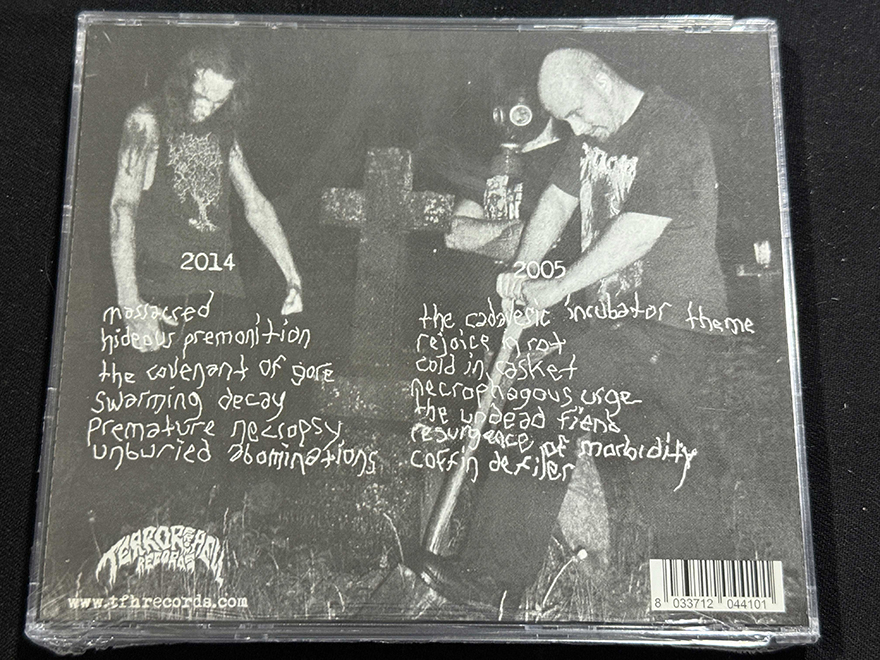 2014
massacred
hideous premonition
the covenant of gore
swarming decay
premature necropsy
unburied abominations
2005
the cadaveric incubator theme
rejoice in rot
cold in casket
necrophagous urge
the undead fiend
resurgence of morbidity
coffin defiler
TERROR FROM HELL
RECORDS
www.tfhrecords.com
8 033712 044101